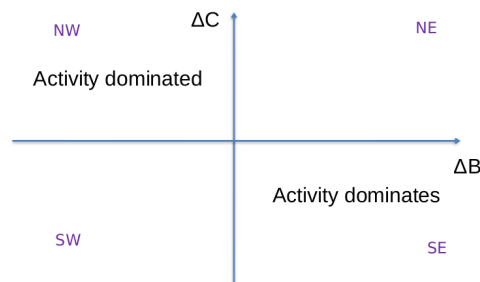 NW
ΔC
NE
Activity dominated
ΔB
Activity dominates
SW
SE